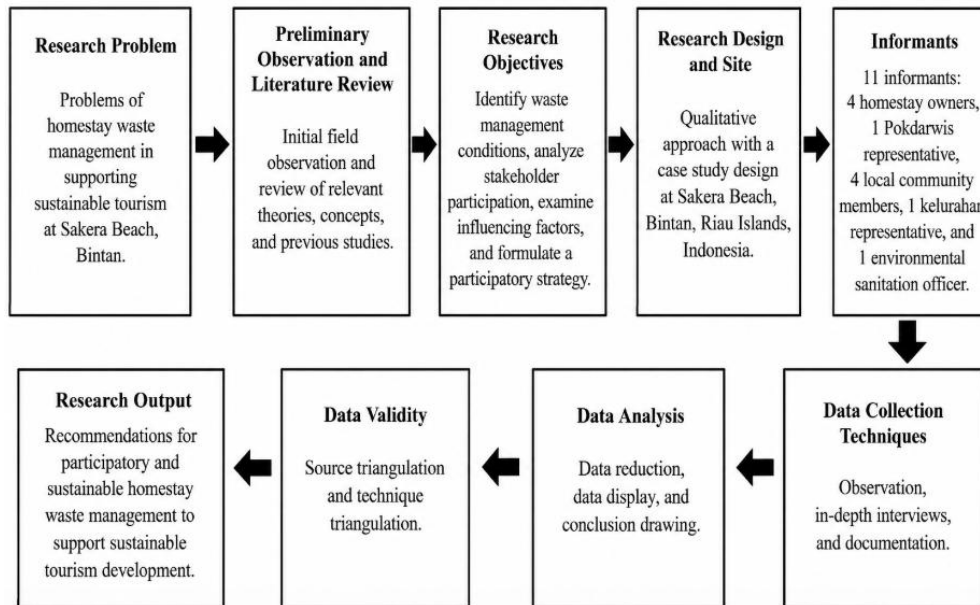 Research Problem
Problems of
homestay waste
management in
supporting
sustainable tourism
at Sakera Beach,
Bintan.
Preliminary
Observation and
Literature Review
Initial field
observation and
review of relevant
theories, concepts,
and previous studies.
Research
Objectives
Identify waste
management
conditions, analyze
stakeholder
participation, examine
influencing factors,
and formulate a
participatory strategy.
Research Design
and Site
Qualitative
approach with a
case study design
at Sakera Beach,
Bintan, Riau Islands,
Indonesia.
Informants
11 informants:
4 homestay owners,
1 Pokdarwis
representative,
4 local community
members, 1 kelurahan
representative, and
1 environmental
sanitation officer.
Data Collection
Techniques
Observation,
in-depth interviews,
and documentation.
Data Analysis
Data reduction,
data display, and
conclusion drawing.
Data Validity
Source triangulation
and technique
triangulation.
Research Output
Recommendations for
participatory and
sustainable homestay
waste management to
support sustainable
tourism development.